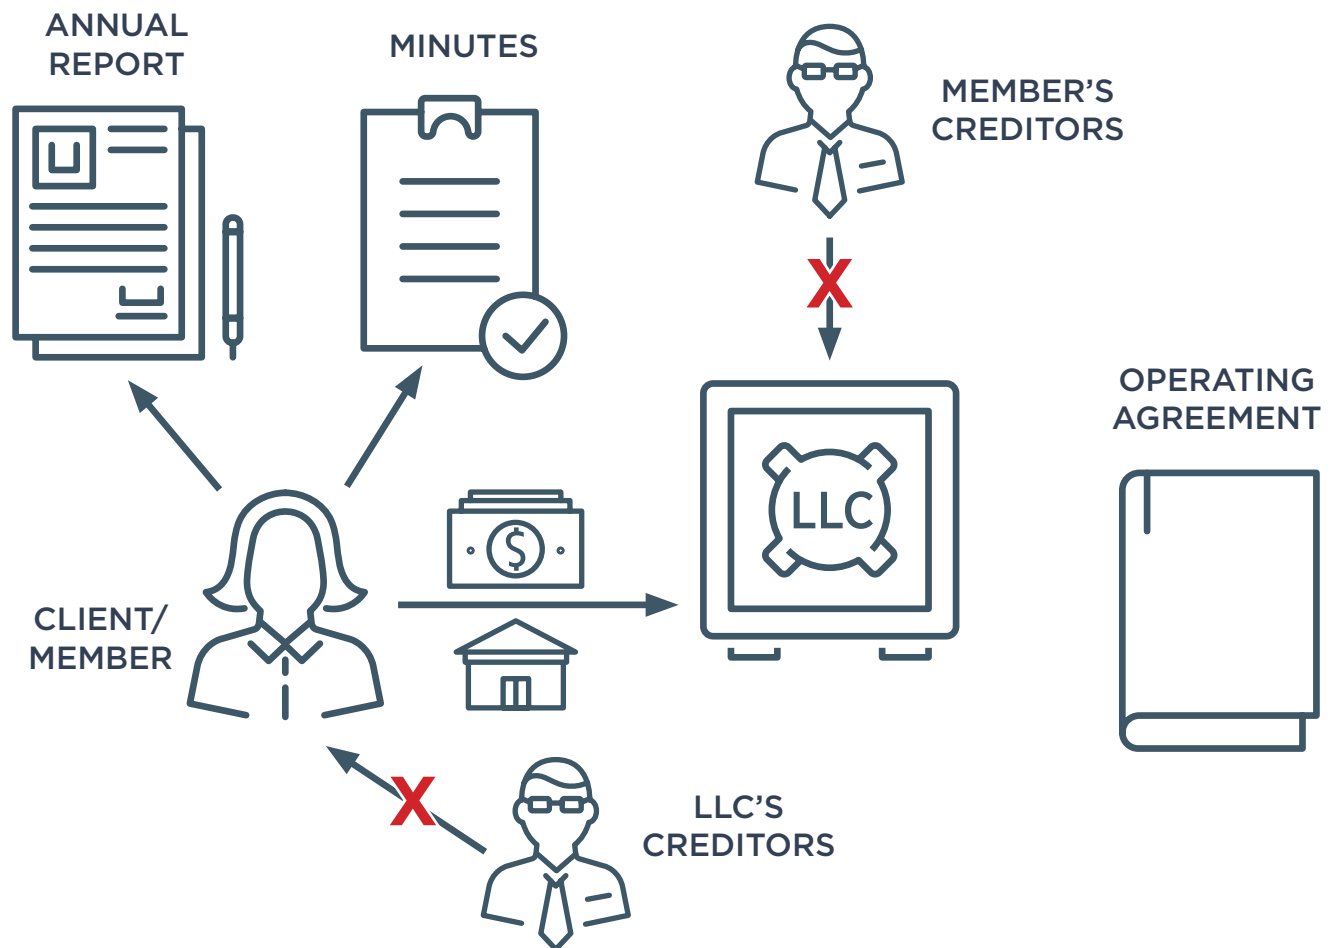 ANNUAL
REPORT
MINUTES
MEMBER’S
CREDITORS
X
OPERATING
AGREEMENT
LLC
$
CLIENT/
MEMBER
X
LLC’S
CREDITORS